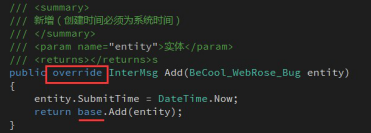 /// <summary>
/// 新增（创建时间必须为系统时间）
/// </summary>
/// <param name="entity">实体</param>
/// <returns></returns>s
public override InterMsg Add(BeCool_WebRose_Bug entity)
{
    entity.SubmitTime = DateTime.Now;
    return base.Add(entity);
}